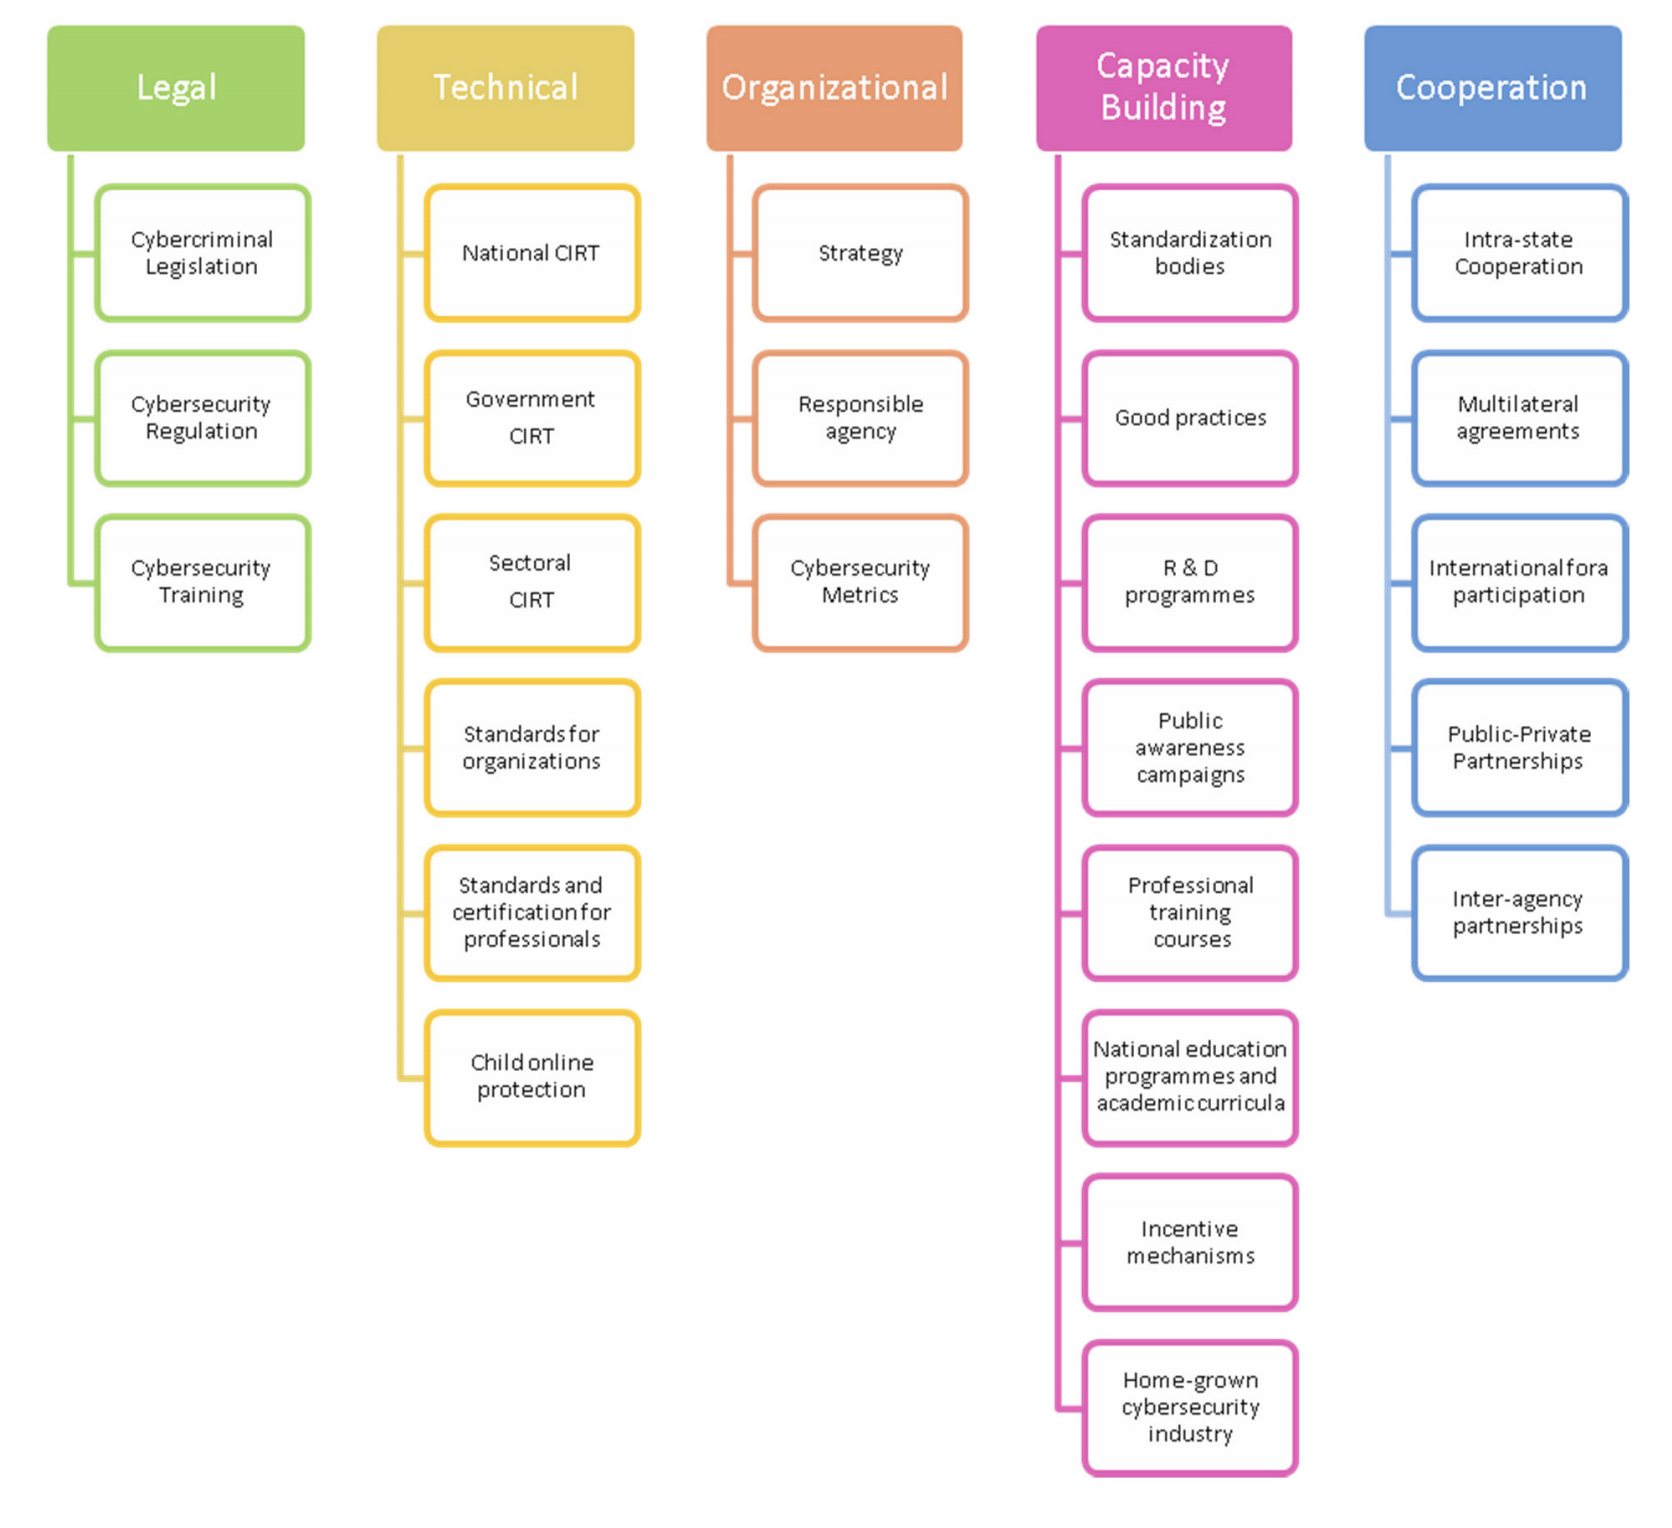 Legal
Cybercriminal
Legislation
Cybersecurity
Regulation
Cybersecurity
Training
Technical
National CIRT
Government
CIRT
Sectoral
CIRT
Standards for
organizations
Standards and
certification for
professionals
Child online
protection
Organizational
Strategy
Responsible
agency
Cybersecurity
Metrics
Capacity
Building
Standardization
bodies
Good practices
R & D
programmes
Public
awareness
campaigns
Professional
training
courses
National education
programmes and
academic curricula
Incentive
mechanisms
Home-grown
cybersecurity
industry
Cooperation
Intra-state
Cooperation
Multilateral
agreements
International fora
participation
Public-Private
Partnerships
Inter-agency
partnerships